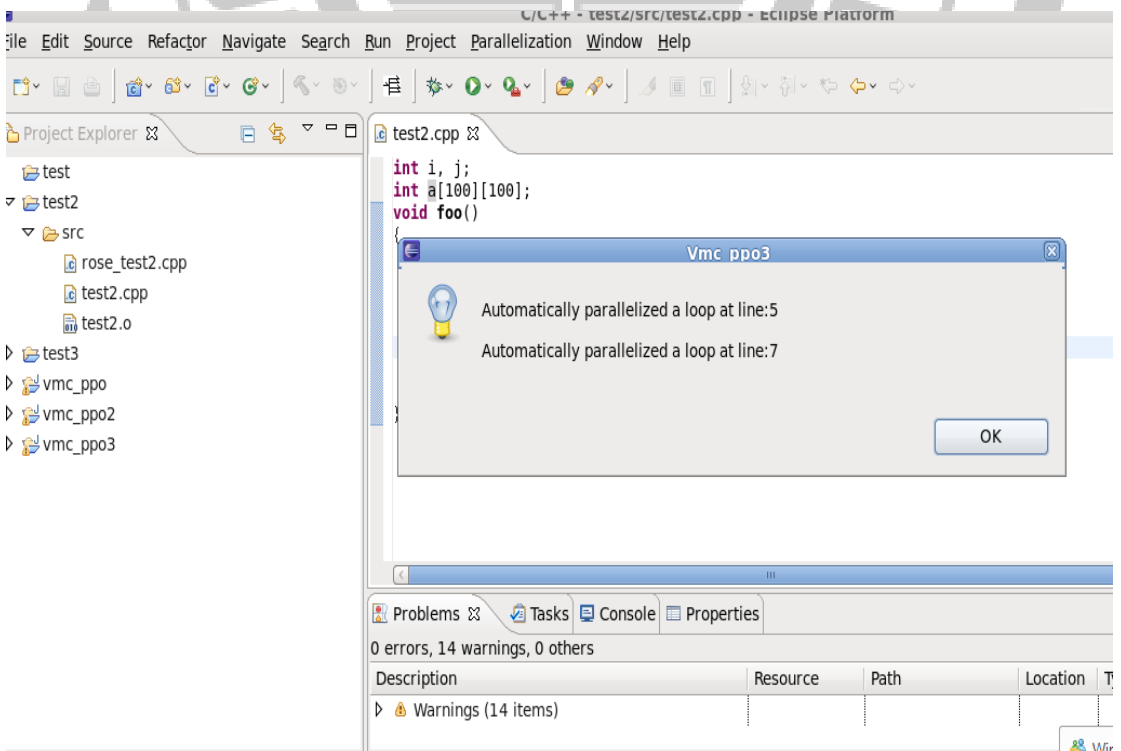 C/C++ - test2/src/test2.cpp - Eclipse Platform
File Edit Source Refactor Navigate Search Run Project Parallelization Window Help
Project Explorer
test2.cpp
test
test2
src
rose_test2.cpp
test2.cpp
test2.o
test3
vmc_ppo
vmc_ppo2
vmc_ppo3
int i, j;
int a[100][100];
void foo()
{
Vmc_ppo3
Automatically parallelized a loop at line:5
Automatically parallelized a loop at line:7
OK
}
Problems Tasks Console Properties
0 errors, 14 warnings, 0 others
Description Resource Path Location
Warnings (14 items)